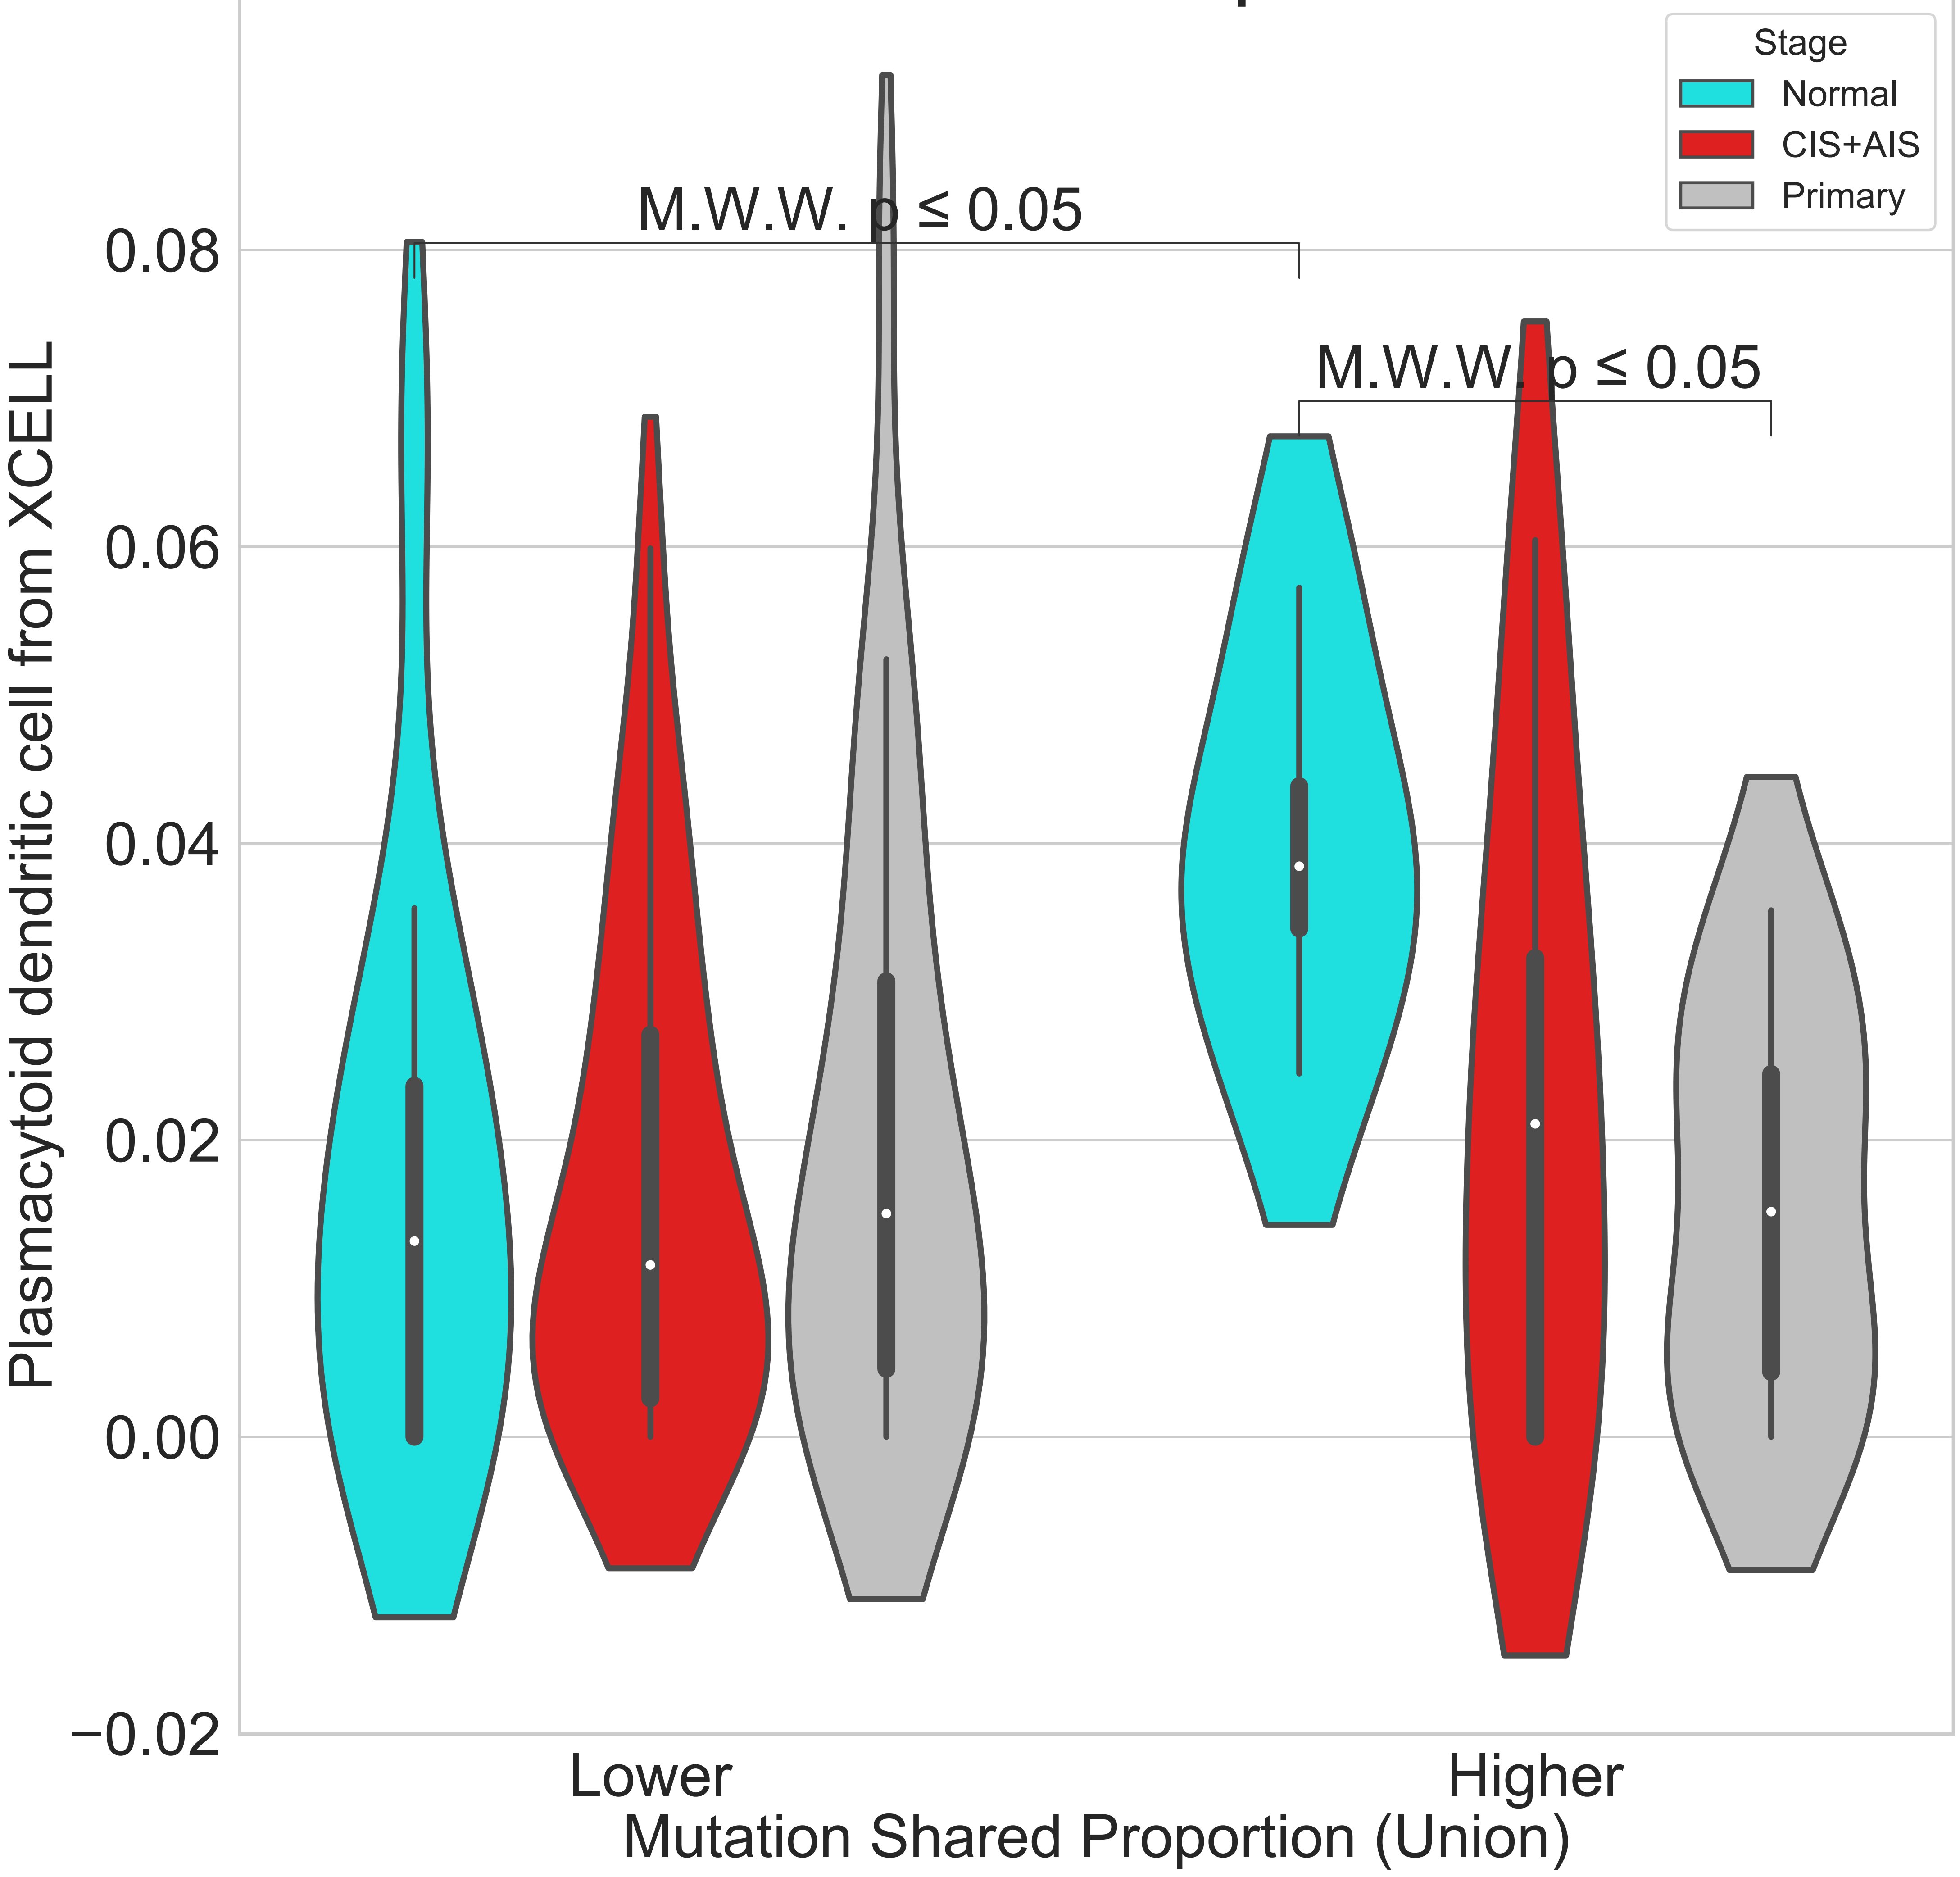 Stage
Normal
CIS+AIS
Primary
M.W.W. p ≤ 0.05
M.W.W. p ≤ 0.05
Plasmacytoid dendritic cell from XCELL
0.08
0.06
0.04
0.02
0.00
−0.02
Lower
Higher
Mutation Shared Proportion (Union)